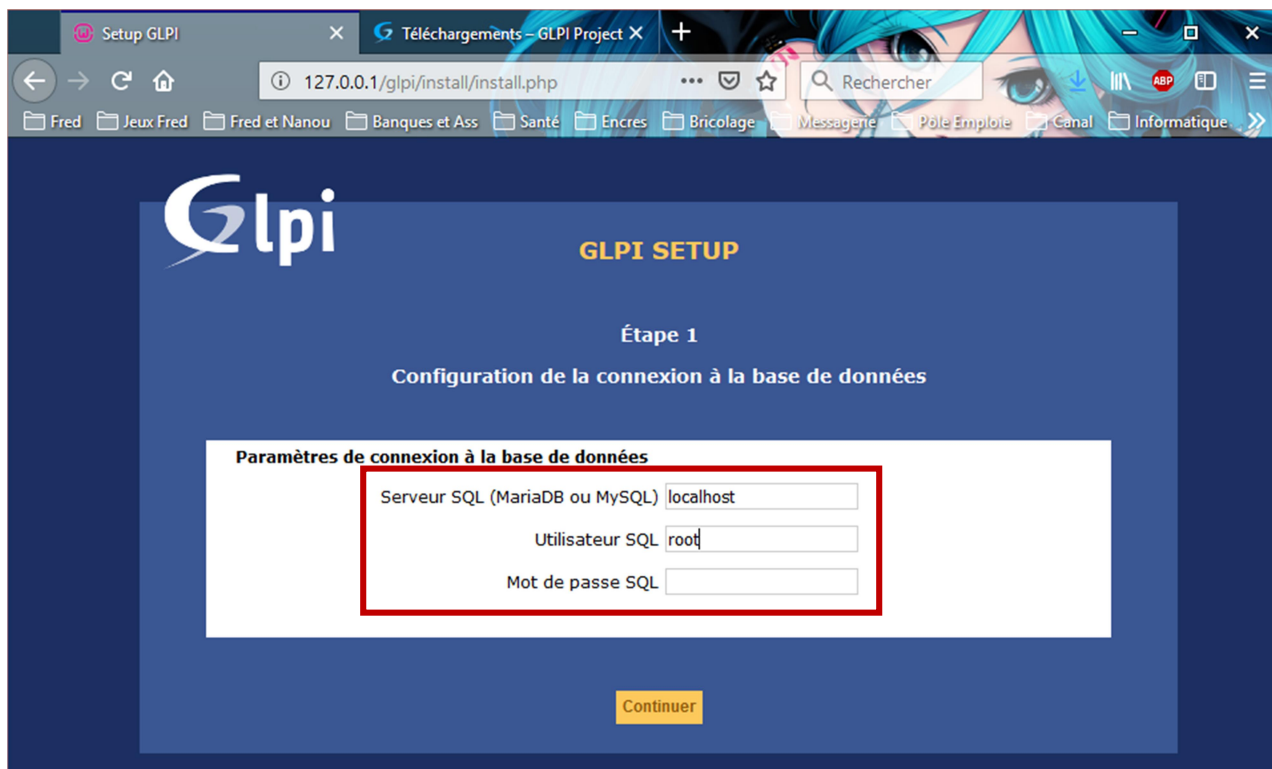 Setup GLPI
Téléchargements – GLPI Project
127.0.0.1/glpi/install/install.php
Rechercher
ABP
Fred
Jeux Fred
Fred et Nanou
Banques et Ass
Santé
Encres
Bricolage
Messagerie
Pôle Emploie
Canal
Informatique
Glpi
GLPI SETUP
Étape 1
Configuration de la connexion à la base de données
Paramètres de connexion à la base de données
Serveur SQL (MariaDB ou MySQL) localhost
Utilisateur SQL root
Mot de passe SQL
Continuer